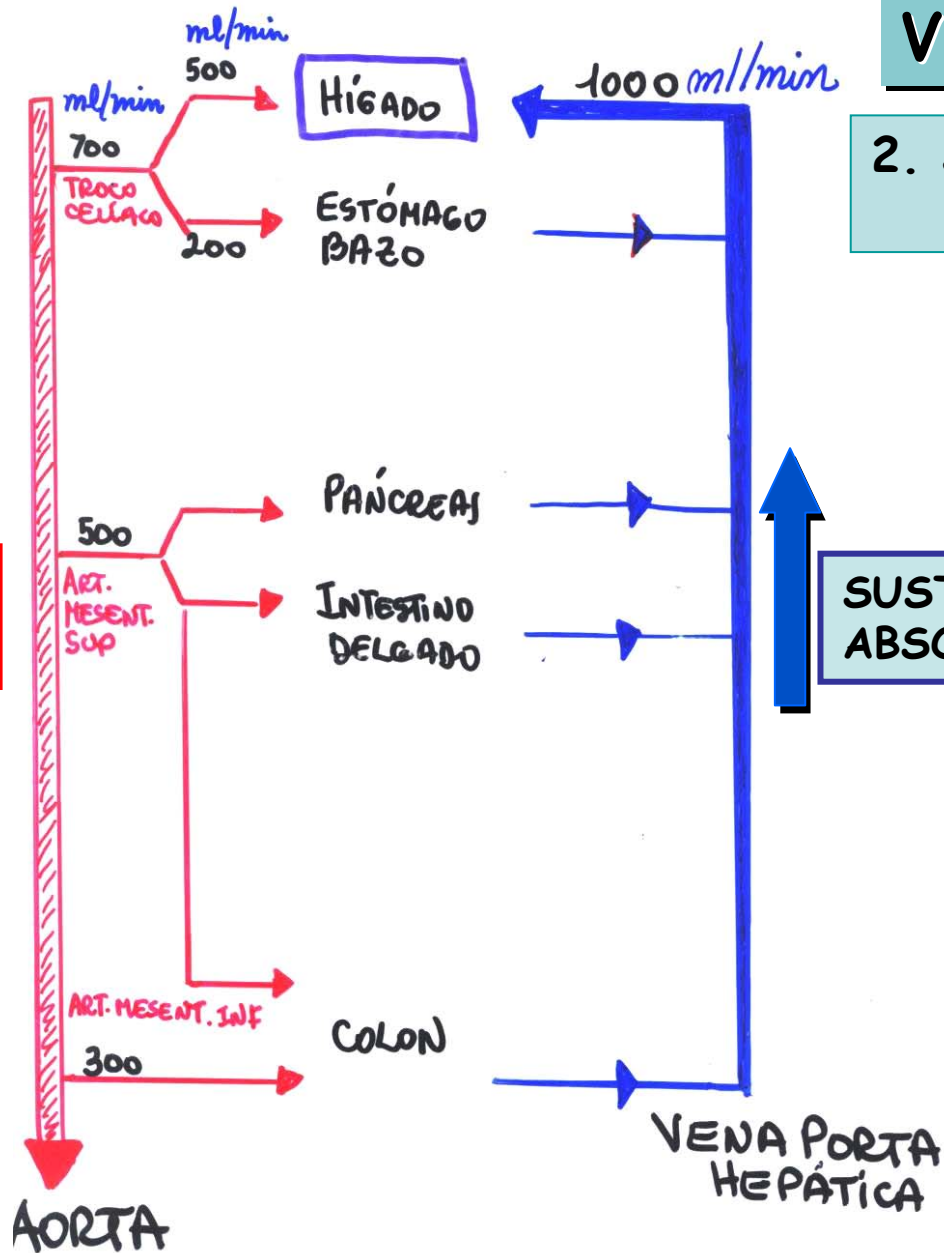 ml/min
500
ml/min
700
TROCO
CELÍACO
200
HÍGADO
1000 ml/min
V
2.
ESTÓMAGO
BAZO
500
ART.
MESENT.
SUP
PÁNCREAS
INTESTINO
DELGADO
SUST
ABSO
ART. MESENT. INF
300
COLON
VENA PORTA
HEPÁTICA
AORTA